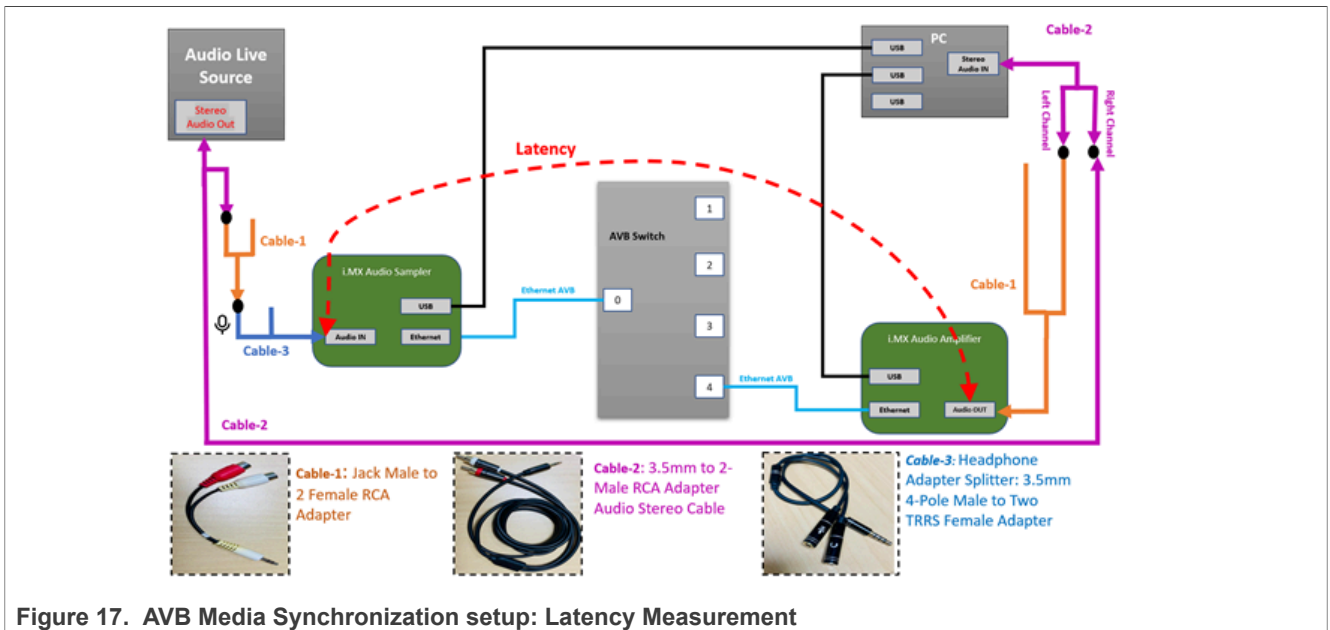 Audio Live
Source
Stereo
Audio Out
PC
USB
USB
USB
Stereo
Audio IN
Cable-2
Left Channel
Right Channel
Latency
Cable-1
i.MX Audio Sampler
USB
Audio IN
Ethernet
Cable-3
Ethernet AVB
AVB Switch
0
1
2
3
4
Ethernet AVB
Cable-1
i.MX Audio Amplifier
USB
Ethernet
Audio OUT
Cable-2
Cable-1: Jack Male to
2 Female RCA
Adapter
Cable-2: 3.5mm to 2-
Male RCA Adapter
Audio Stereo Cable
Cable-3: Headphone
Adapter Splitter: 3.5mm
4-Pole Male to Two
TRRS Female Adapter
Figure 17. AVB Media Synchronization setup: Latency Measurement